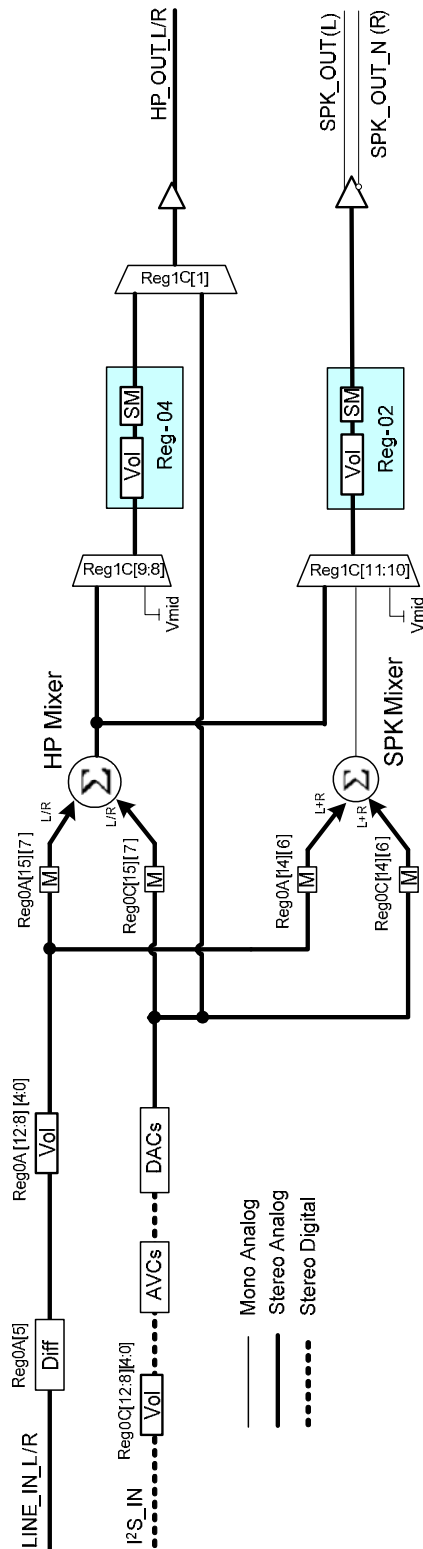 LINE_IN_L/R
Reg0A[5]
Diff
Reg0A [12:8] [4:0]
Vol
Reg0A[15][7]
M
L/R
HP Mixer
Σ
L/R
Reg0C[15][7]
M
Reg1C[9:8]
Vmid
Vol
SM
Reg-04
Reg1C[1]
HP_OUT_L/R
I²S_IN
Reg0C[12:8][4:0]
Vol
AVCs
DACs
Reg0A[14][6]
M
L+R
Σ
SPK Mixer
L+R
Reg0C[14][6]
M
Reg1C[11:10]
Vmid
Vol
SM
Reg-02
SPK_OUT(L)
SPK_OUT_N (R)
Mono Analog
Stereo Analog
Stereo Digital